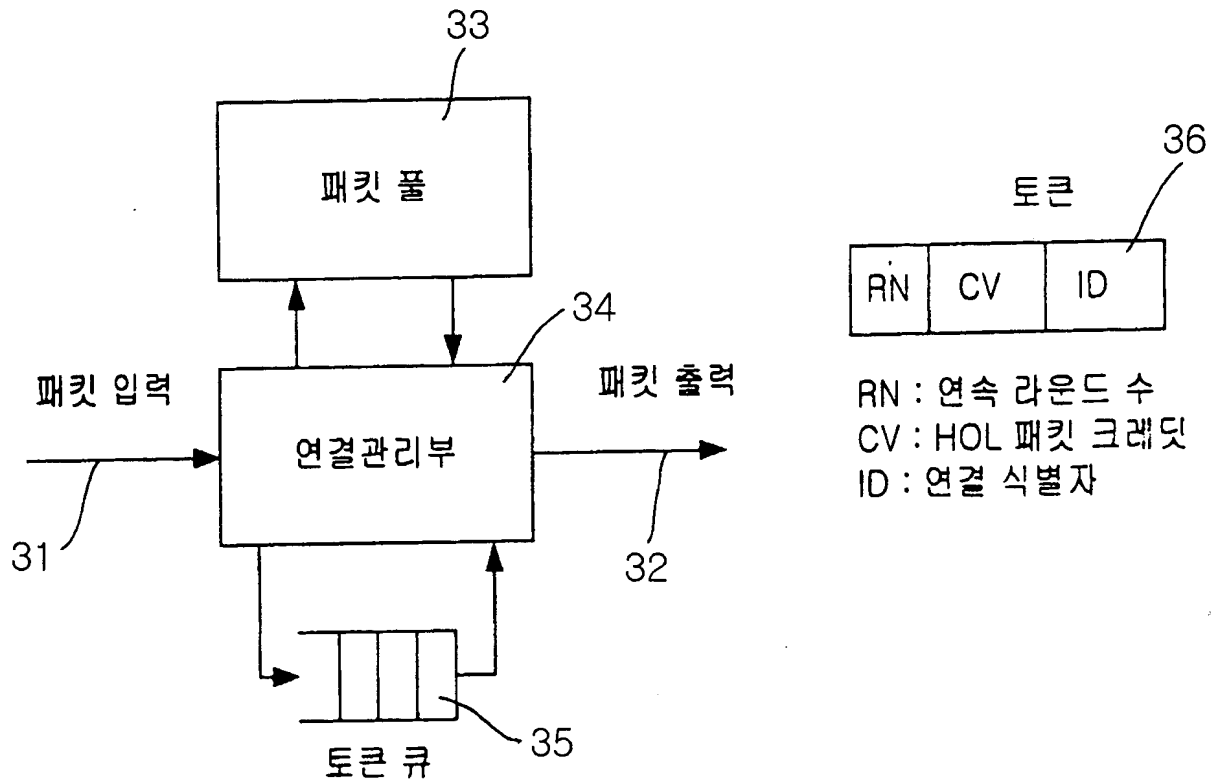 33
패킷 풀
36
토큰
RN CV ID
34
패킷 입력
패킷 출력
연결관리부
RN : 연속 라운드 수
CV : HOL 패킷 크레딧
ID : 연결 식별자
31
32
35
토큰 큐